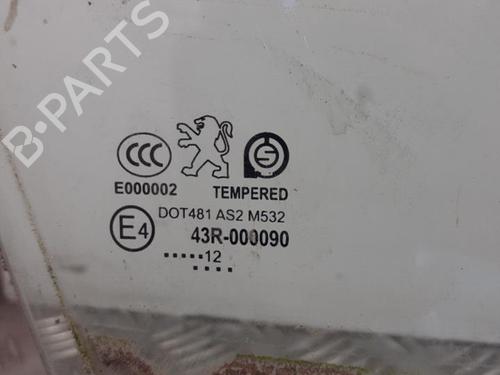 B-PARTS
CCC
S
E000002 TEMPERED
DOT481 AS2 M532
E4 43R-000090
.....12
....